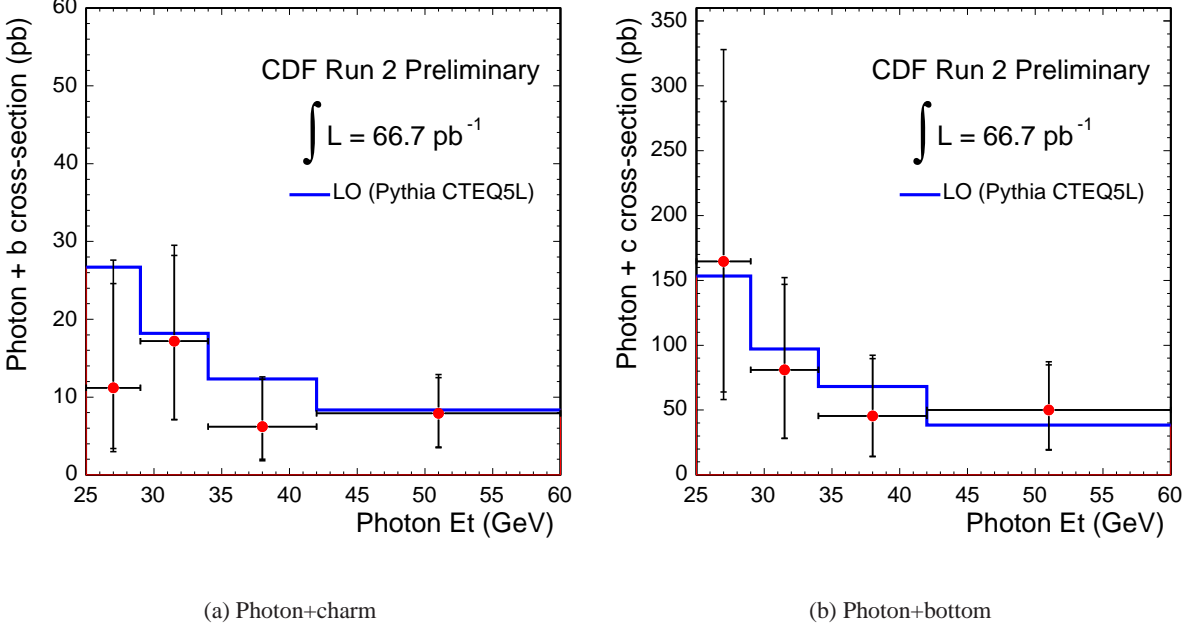 Photon + b cross-section (pb)
60
50
40
30
20
10
0
CDF Run 2 Preliminary
∫ L = 66.7 pb⁻¹
LO (Pythia CTEQ5L)
25 30 35 40 45 50 55 60
Photon Et (GeV)
(a) Photon+charm
Photon + c cross-section (pb)
350
300
250
200
150
100
50
0
CDF Run 2 Preliminary
∫ L = 66.7 pb⁻¹
LO (Pythia CTEQ5L)
25 30 35 40 45 50 55 60
Photon Et (GeV)
(b) Photon+bottom